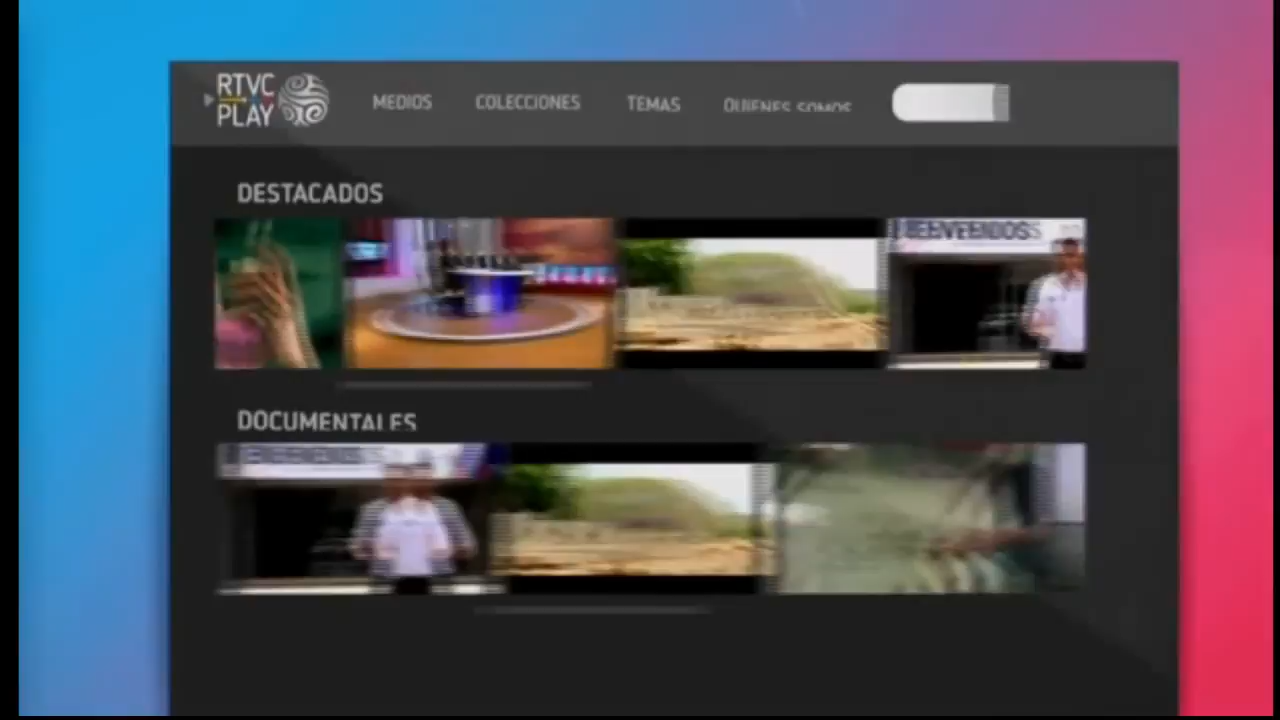 RTVC
PLAY
MEDIOS
COLECCIONES
TEMAS
QUIENES SOMOS
DESTACADOS
DOCUMENTALES